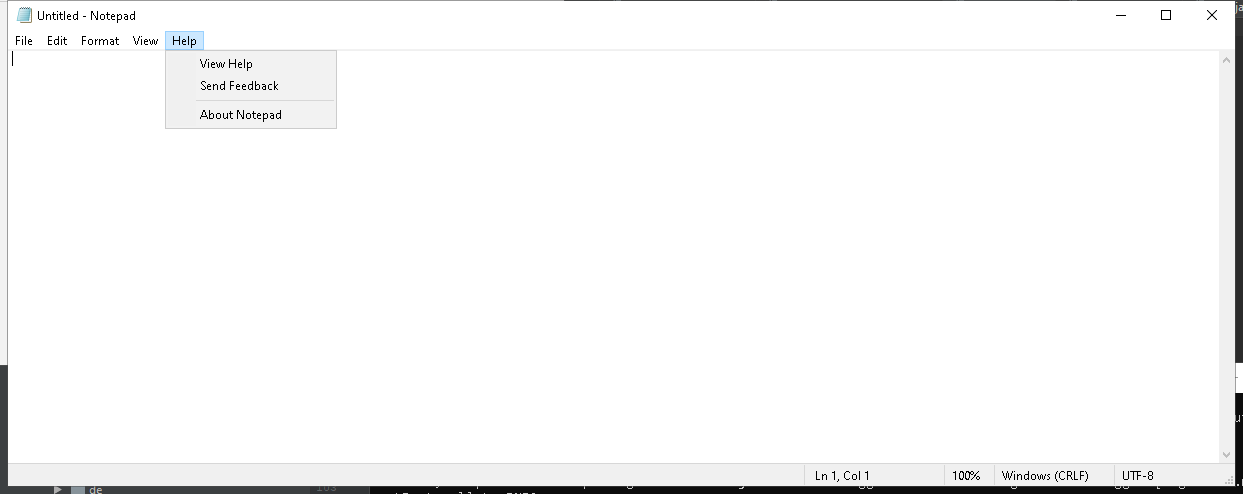 Untitled - Notepad
File Edit Format View Help
View Help
Send Feedback
About Notepad
Ln 1, Col 1 100% Windows (CRLF) UTF-8
de